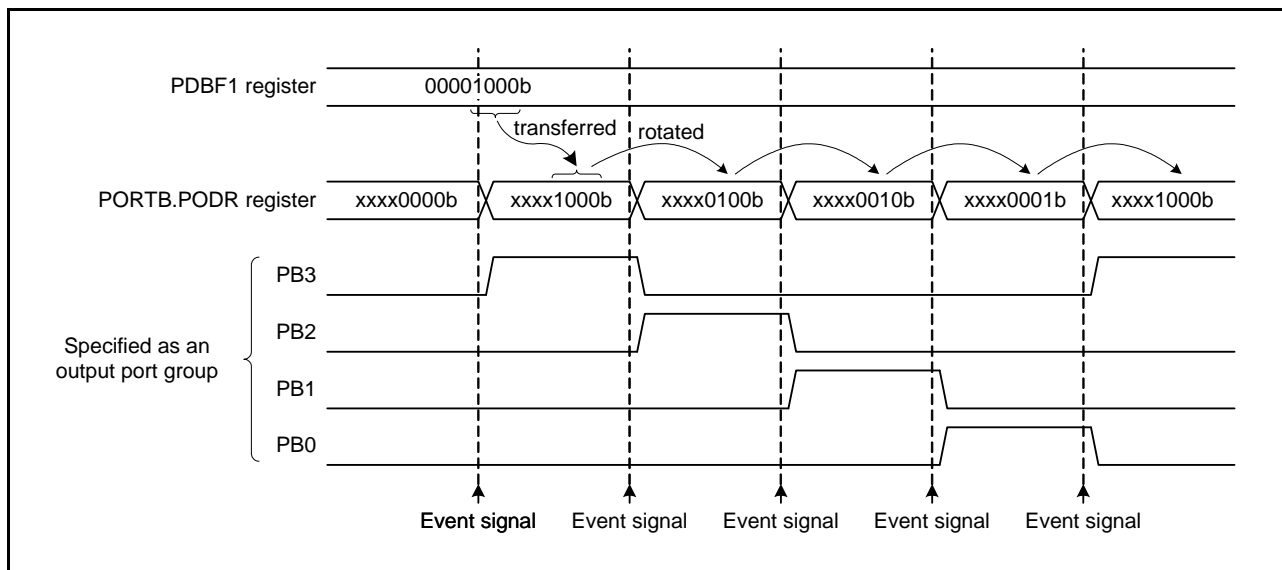 PDBF1 register
00001000b
transferred
rotated
PORTB.PODR register
xxxx0000b
xxxx1000b
xxxx0100b
xxxx0010b
xxxx0001b
xxxx1000b
PB3
PB2
Specified as an
output port group
PB1
PB0
Event signal
Event signal
Event signal
Event signal
Event signal